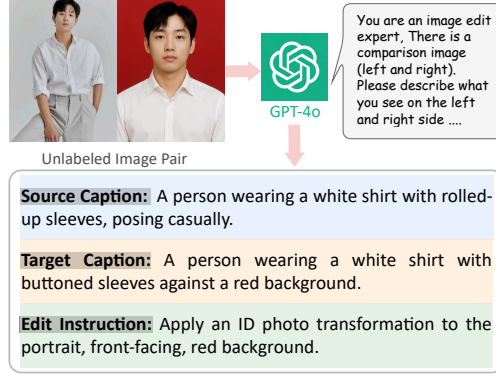 You are an image edit
expert, There is a
comparison image
(left and right).
Please describe what
you see on the left
and right side ....
GPT-4o
Unlabeled Image Pair
Source Caption: A person wearing a white shirt with rolled-
up sleeves, posing casually.
Target Caption: A person wearing a white shirt with
buttoned sleeves against a red background.
Edit Instruction: Apply an ID photo transformation to the
portrait, front-facing, red background.